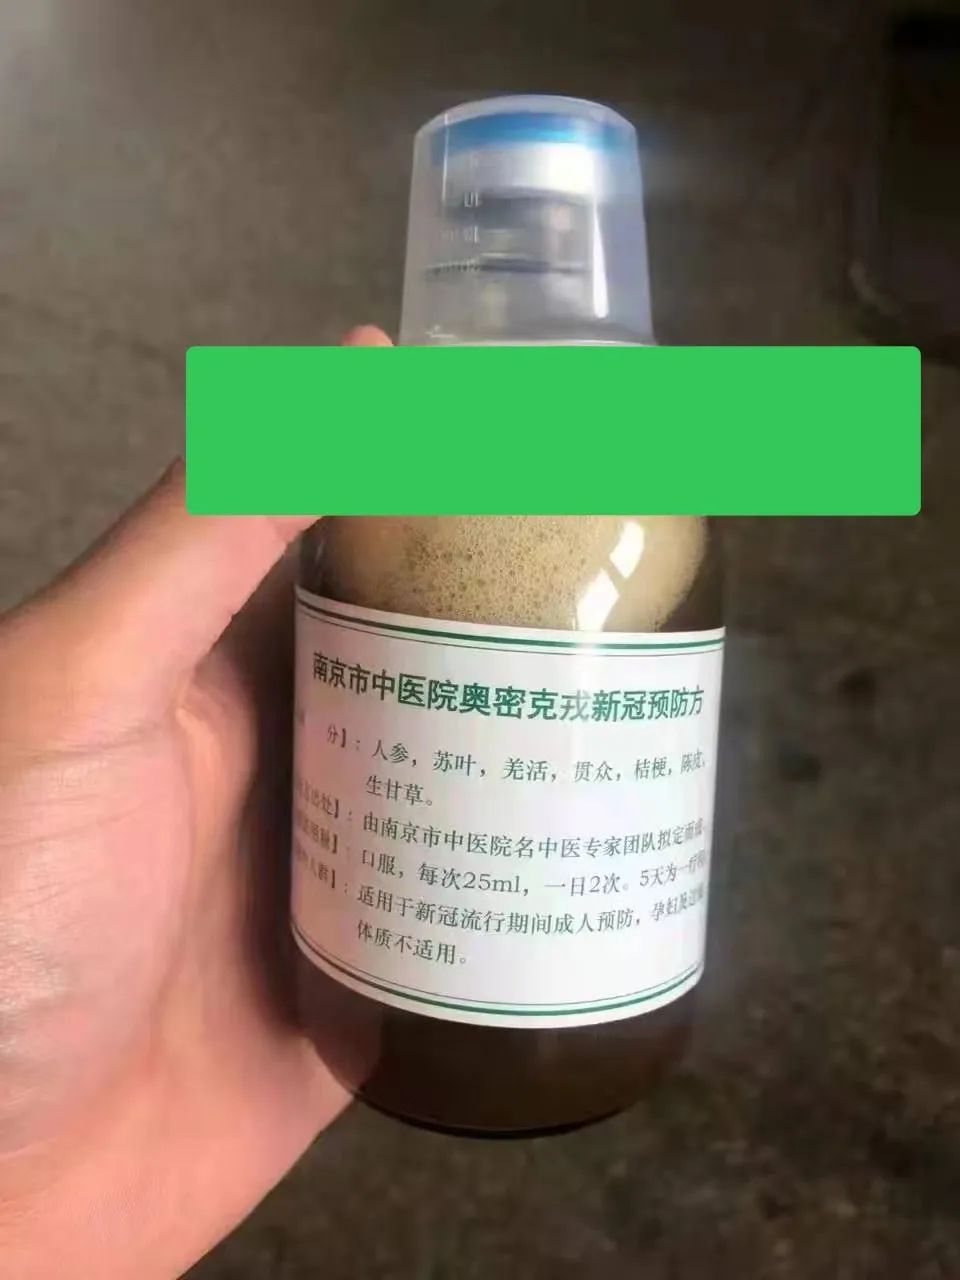 南京市中医院奥密克戎新冠预防方
分】：人参，苏叶，羌活，贯众，桔梗，陈皮，
生甘草。
处】：由南京市中医院名中医专家团队拟定而
】：口服，每次25ml，一日2次。5天为一疗
人群】：适用于新冠流行期间成人预防，孕妇及
体质不适用。